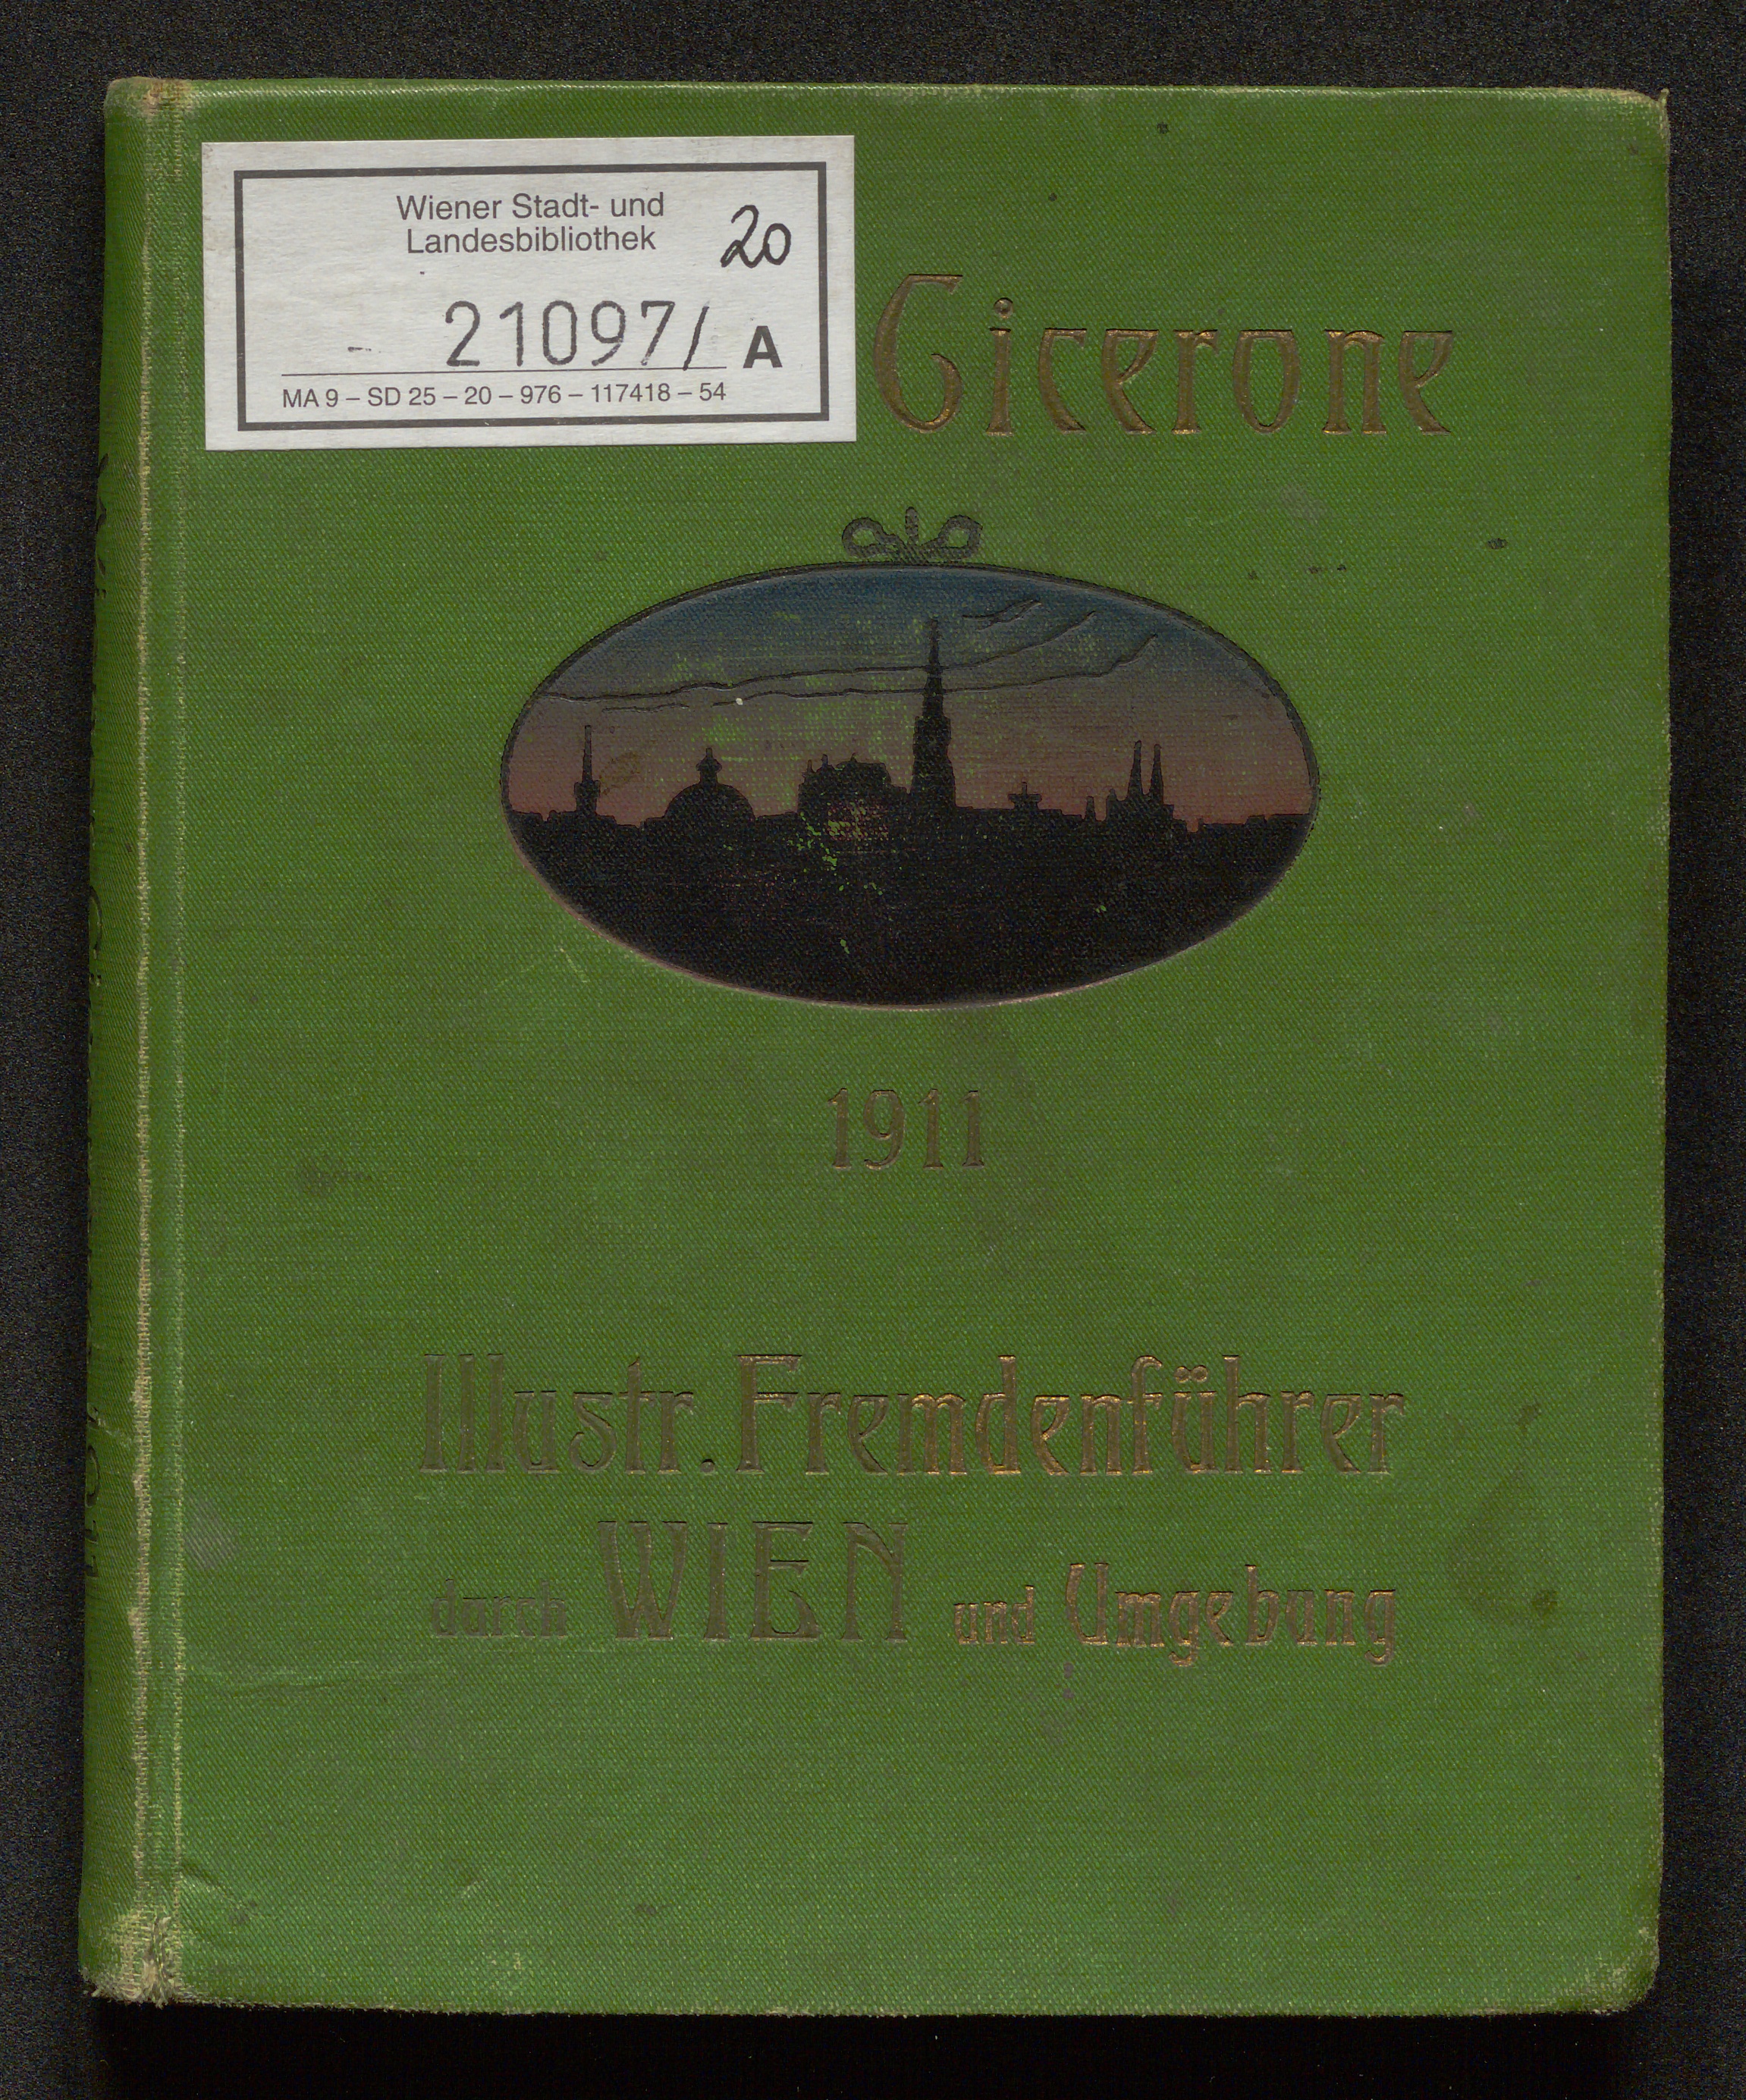 Wiener Stadt- und
Landesbibliothek
20
- 21097/ A
MA 9 – SD 25 – 20 – 976 – 117418 – 54
Cicerone
1911
Illustr. Fremdenführer
durch WIEN und Umgebung